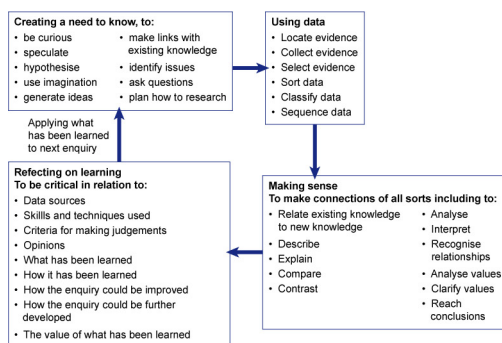 Creating a need to know, to:
• be curious
• speculate
• hypothesise
• use imagination
• generate ideas
• make links with
existing knowledge
• identify issues
• ask questions
• plan how to research
Using data
• Locate evidence
• Collect evidence
• Select evidence
• Sort data
• Classify data
• Sequence data
Making sense
To make connections of all sorts including to:
• Relate existing knowledge
to new knowledge
• Describe
• Explain
• Compare
• Contrast
• Analyse
• Interpret
• Recognise
relationships
• Analyse values
• Clarify values
• Reach
conclusions
Refecting on learning
To be critical in relation to:
• Data sources
• Skillls and techniques used
• Criteria for making judgements
• Opinions
• What has been learned
• How it has been learned
• How the enquiry could be improved
• How the enquiry could be further
developed
• The value of what has been learned
Applying what
has been learned
to next enquiry